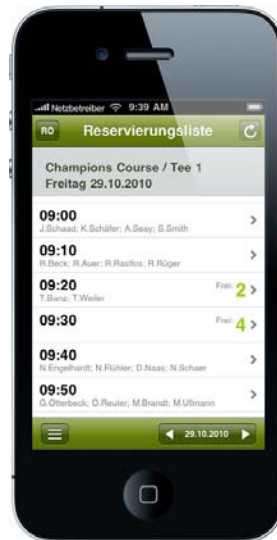 Netzbetreiber 9:39 AM
RO Reservierungsliste
Champions Course / Tee 1
Freitag 29.10.2010
09:00
J.Schaad; K.Schäfer; A.Seay; S.Smith
09:10
R.Beck; R.Auer; R.Rastlos; R.Rüger
09:20 Frei: 2
T.Banz; T.Weiler
09:30 Frei: 4
09:40
N.Engelhardt; N.Flühler; D.Naas; N.Schaer
09:50
G.Otterbeck; O.Reuter; M.Brandt; M.Ullmann
29.10.2010